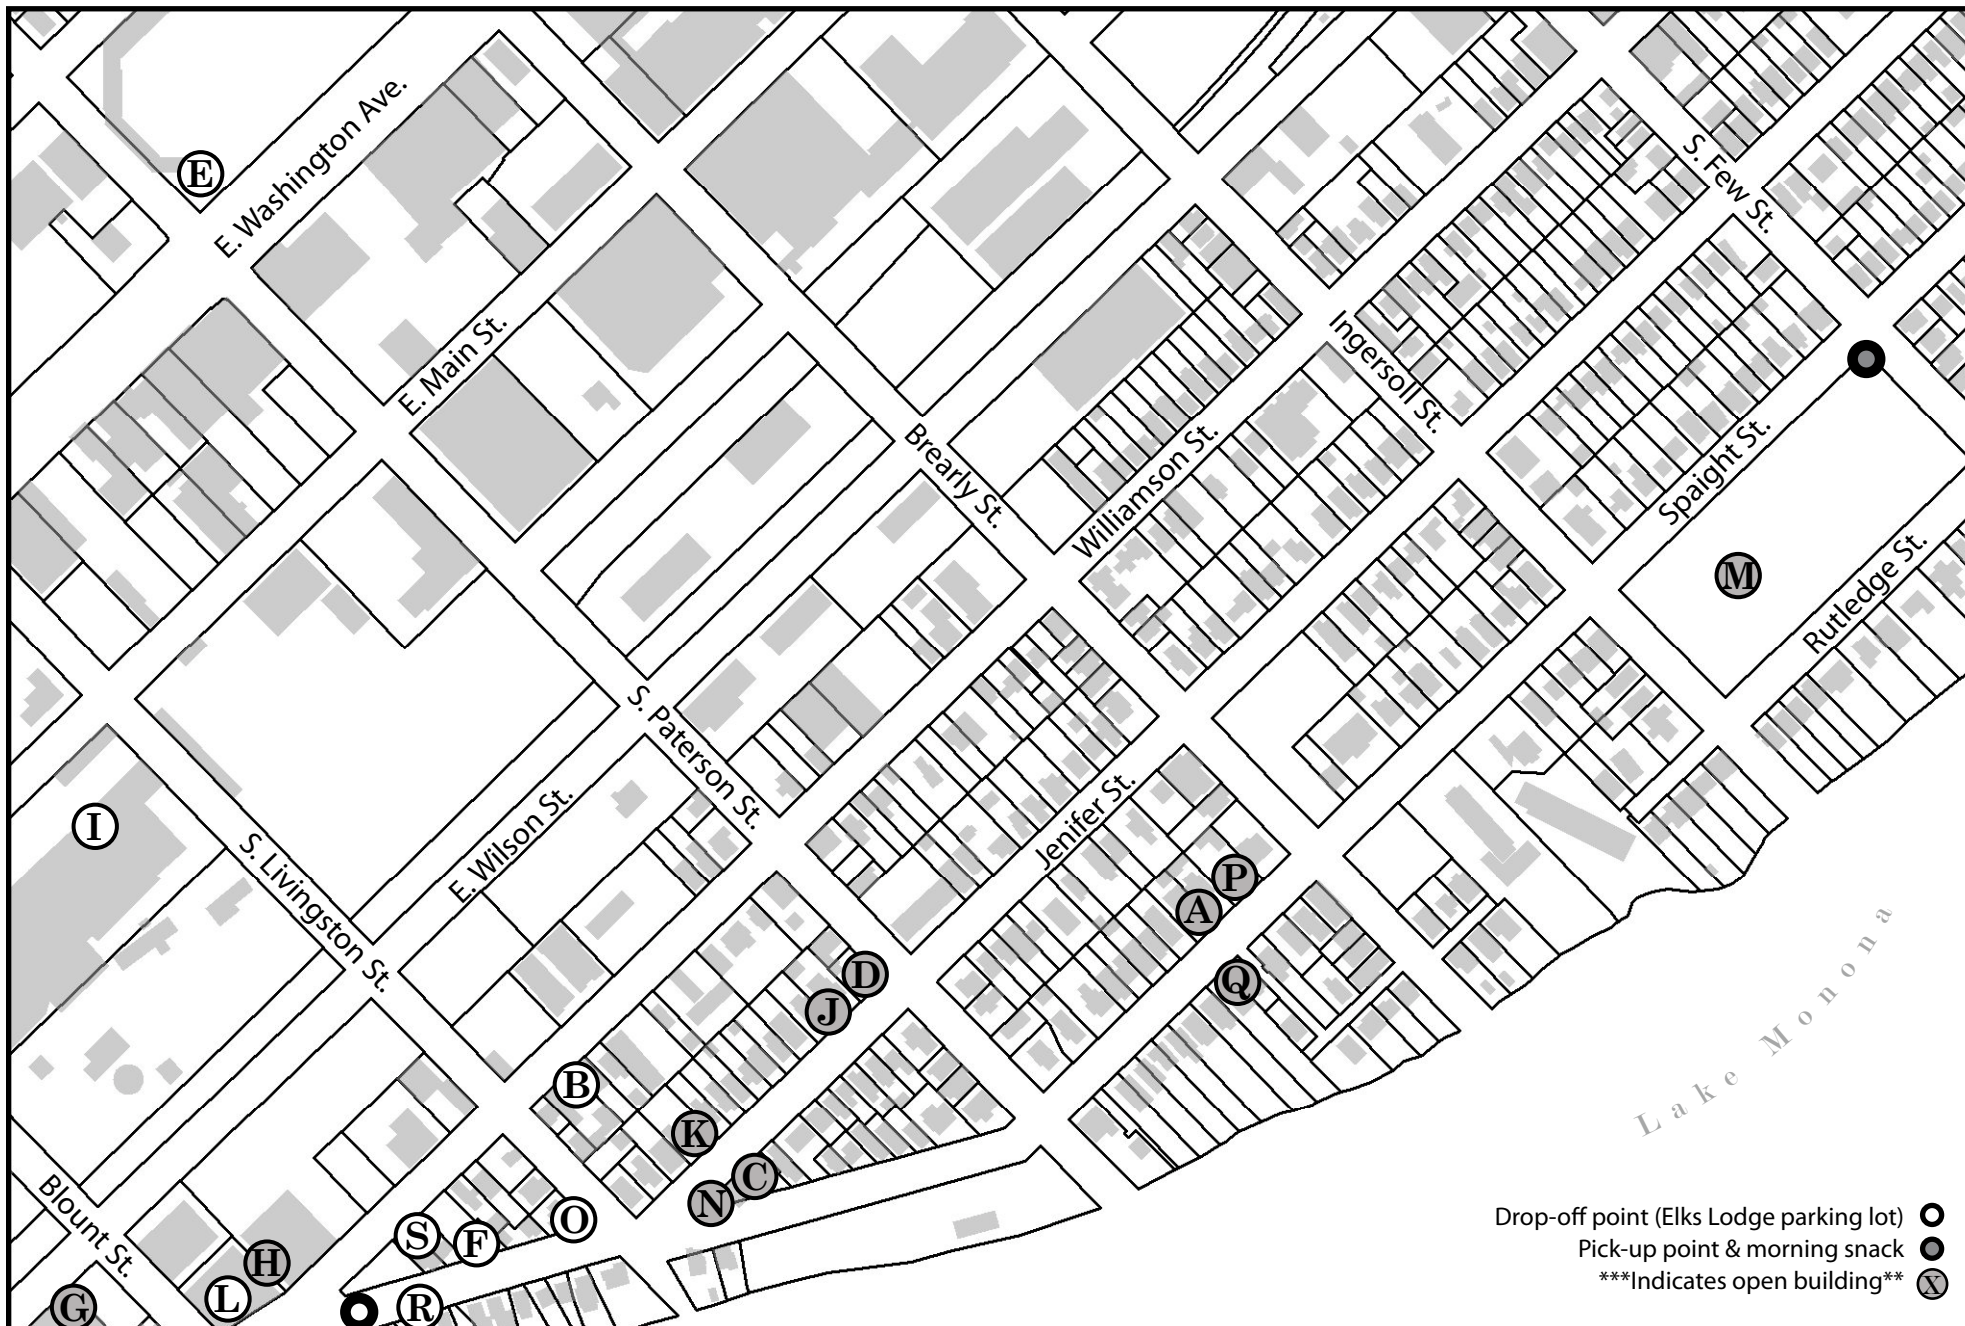 E
E. Washington Ave.
S. Few St.
E. Main St.
Ingersoll St.
Brearly St.
Williamson St.
Spaight St.
M
Rutledge St.
S. Paterson St.
I
E. Wilson St.
S. Livingston St.
Jenifer St.
P
A
Q
D
J
B
K
C
N
O
S
F
H
L
R
G
Blount St.
Lake Monona
Drop-off point (Elks Lodge parking lot)
Pick-up point & morning snack
***Indicates open building** X